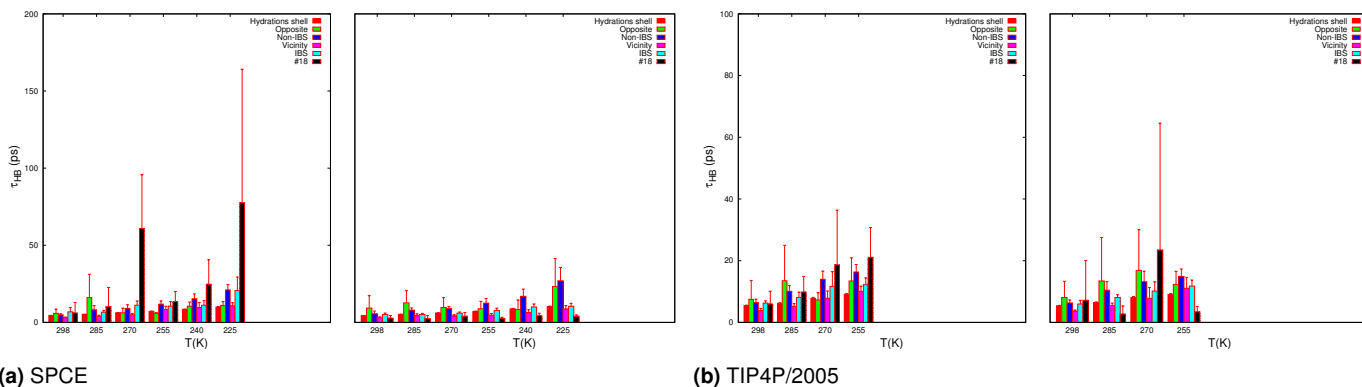 200
150
100
50
0
τHB (ps)
298
285
270
255
240
225
T(K)
Hydrations shell
Opposite
Non-IBS
Vicinity
IBS
#18
298
285
270
255
240
225
T(K)
Hydrations shell
Opposite
Non-IBS
Vicinity
IBS
#18
100
80
60
40
20
0
τHB (ps)
298
285
270
255
T(K)
Hydrations shell
Opposite
Non-IBS
Vicinity
IBS
#18
298
285
270
255
T(K)
Hydrations shell
Opposite
Non-IBS
Vicinity
IBS
#18
(a) SPCE
(b) TIP4P/2005